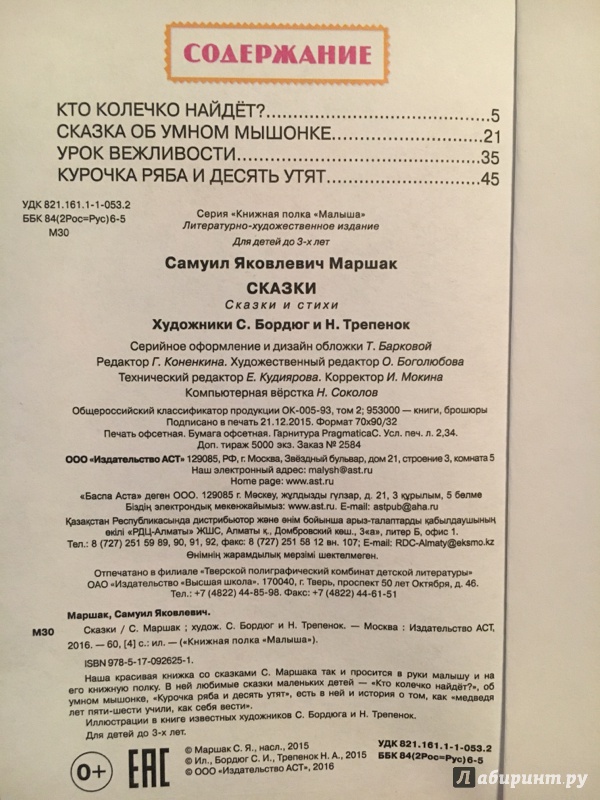 СОДЕРЖАНИЕ
КТО КОЛЕЧКО НАЙДЁТ?..............................5
СКАЗКА ОБ УМНОМ МЫШОНКЕ....................21
УРОК ВЕЖЛИВОСТИ..................................35
КУРОЧКА РЯБА И ДЕСЯТЬ УТЯТ....................45
УДК 821.161.1-1-053.2
ББК 84(2Рос=Рус)6-5
М30
Серия «Книжная полка «Малыша»
Литературно-художественное издание
Для детей до 3-х лет
Самуил Яковлевич Маршак
СКАЗКИ
Сказки и стихи
Художники С. Бордюг и Н. Трепенок
Серийное оформление и дизайн обложки Т. Барковой
Редактор Г. Коненкина. Художественный редактор О. Боголюбова
Технический редактор Е. Кудиярова. Корректор И. Мокина
Компьютерная вёрстка Н. Соколов
Общероссийский классификатор продукции ОК-005-93, том 2; 953000 — книги, брошюры
Подписано в печать 21.12.2015. Формат 70х90/32
Печать офсетная. Бумага офсетная. Гарнитура PragmaticaC. Усл. печ. л. 2,34.
Доп. тираж 5000 экз. Заказ № 2584
ООО «Издательство АСТ» 129085, РФ, г. Москва, Звёздный бульвар, дом 21, строение 3, комната 5
Наш электронный адрес: malysh@ast.ru
Home page: www.ast.ru
«Баспа Аста» деген ООО. 129085 г. Мәскеу, жұлдызды гүлзар, д. 21, 3 құрылым, 5 бөлме
Біздің электрондық мекенжайымыз: www.ast.ru. E-mail: astpub@aha.ru
Қазақстан Республикасында дистрибьютор және өнім бойынша арыз-талаптарды қабылдаушының
өкілі «РДЦ-Алматы» ЖШС, Алматы қ., Домбровский көш., 3«а», литер Б, офис 1.
Тел.: 8 (727) 251 59 89, 90, 91, 92, факс: 8 (727) 251 58 12 вн. 107; E-mail: RDC-Almaty@eksmo.kz
Өнімнің жарамдылық мерзімі шектелмеген.
Отпечатано в филиале «Тверской полиграфический комбинат детской литературы»
ОАО «Издательство «Высшая школа». 170040, г. Тверь, проспект 50 лет Октября, д. 46.
Тел.: +7 (4822) 44-85-98. Факс: +7 (4822) 44-61-51
Маршак, Самуил Яковлевич.
М30 Сказки / С. Маршак ; худож. С. Бордюг и Н. Трепенок. — Москва : Издательство АСТ,
2016. — 60, [4] с.: ил. — («Книжная полка «Малыша»).
ISBN 978-5-17-092625-1.
Наша красивая книжка со сказками С. Маршака так и просится в руки малышу и на
его книжную полку. В ней любимые сказки маленьких детей — «Кто колечко найдёт?», об
умном мышонке, «Курочка ряба и десять утят», есть в ней и история о том, как «медведя
лет пяти-шести учили, как себя вести».
Иллюстрации в книге известных художников С. Бордюга и Н. Трепенок.
Для детей до 3-х лет.
УДК 821.161.1-1-053.2
ББК 84(2Рос=Рус)6-5
0+
EAC
© Маршак С. Я., насл., 2015
© Ил., Бордюг С. И., Трепенок Н. А., 2015
© ООО «Издательство АСТ», 2016
Лабиринт.ру